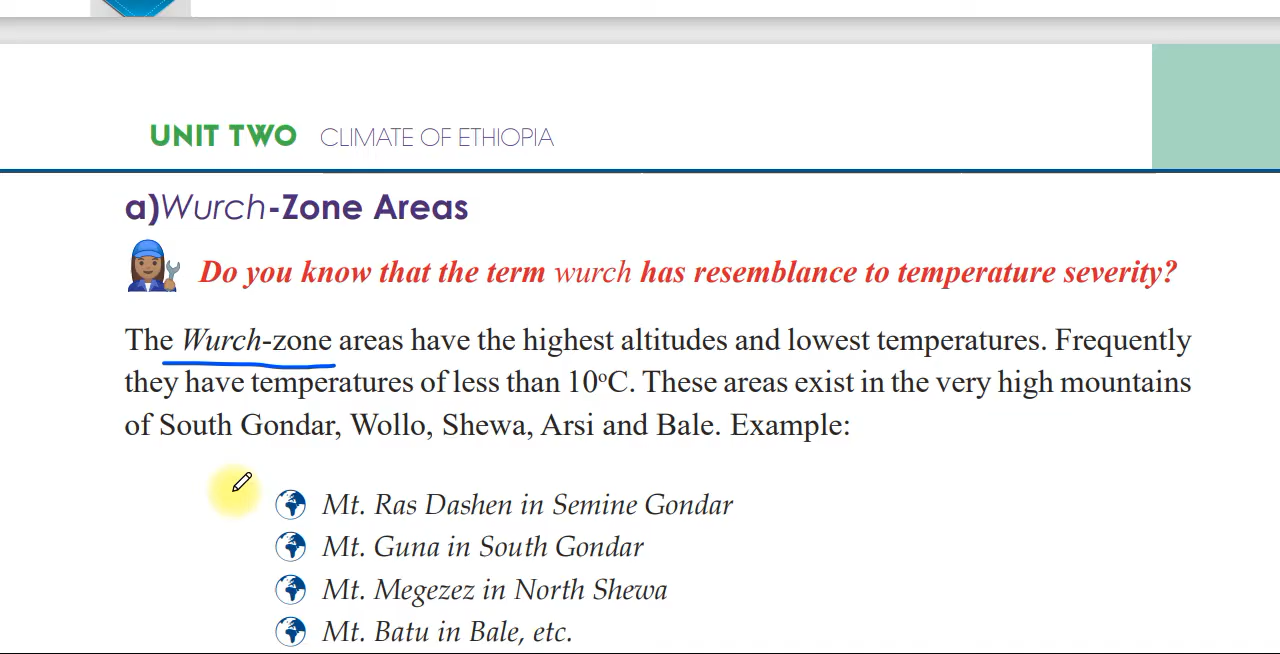 UNIT TWO CLIMATE OF ETHIOPIA
a)Wurch-Zone Areas
Do you know that the term wurch has resemblance to temperature severity?
The Wurch-zone areas have the highest altitudes and lowest temperatures. Frequently
they have temperatures of less than 10°C. These areas exist in the very high mountains
of South Gondar, Wollo, Shewa, Arsi and Bale. Example:
Mt. Ras Dashen in Semine Gondar
Mt. Guna in South Gondar
Mt. Megezez in North Shewa
Mt. Batu in Bale, etc.